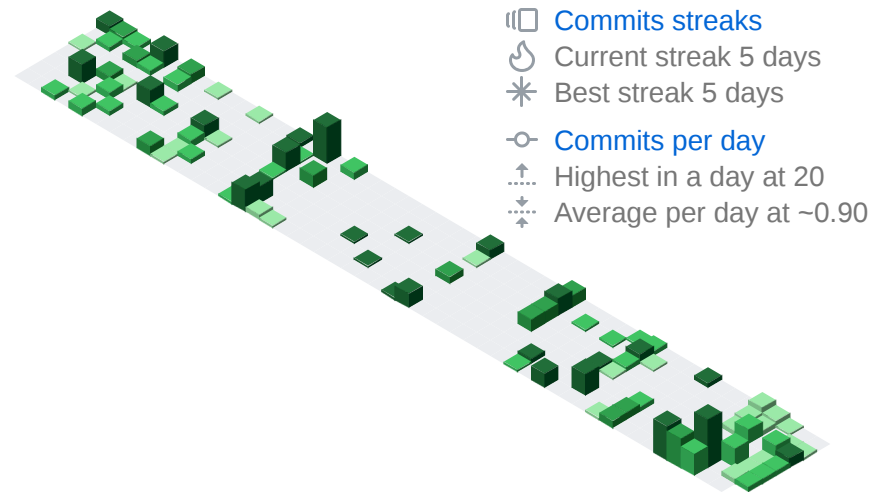 Commits streaks
Current streak 5 days
Best streak 5 days
Commits per day
Highest in a day at 20
Average per day at ~0.90